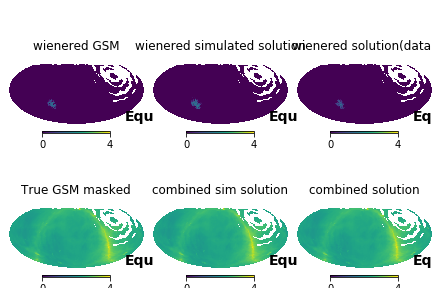 wienered GSM
wienered simulated solution
wienered solution(data
Equ
Equ
Eq
0 4
0 4
0 4
True GSM masked
combined sim solution
combined solution
Equ
Equ
Eq
0 4
0 4
0 4